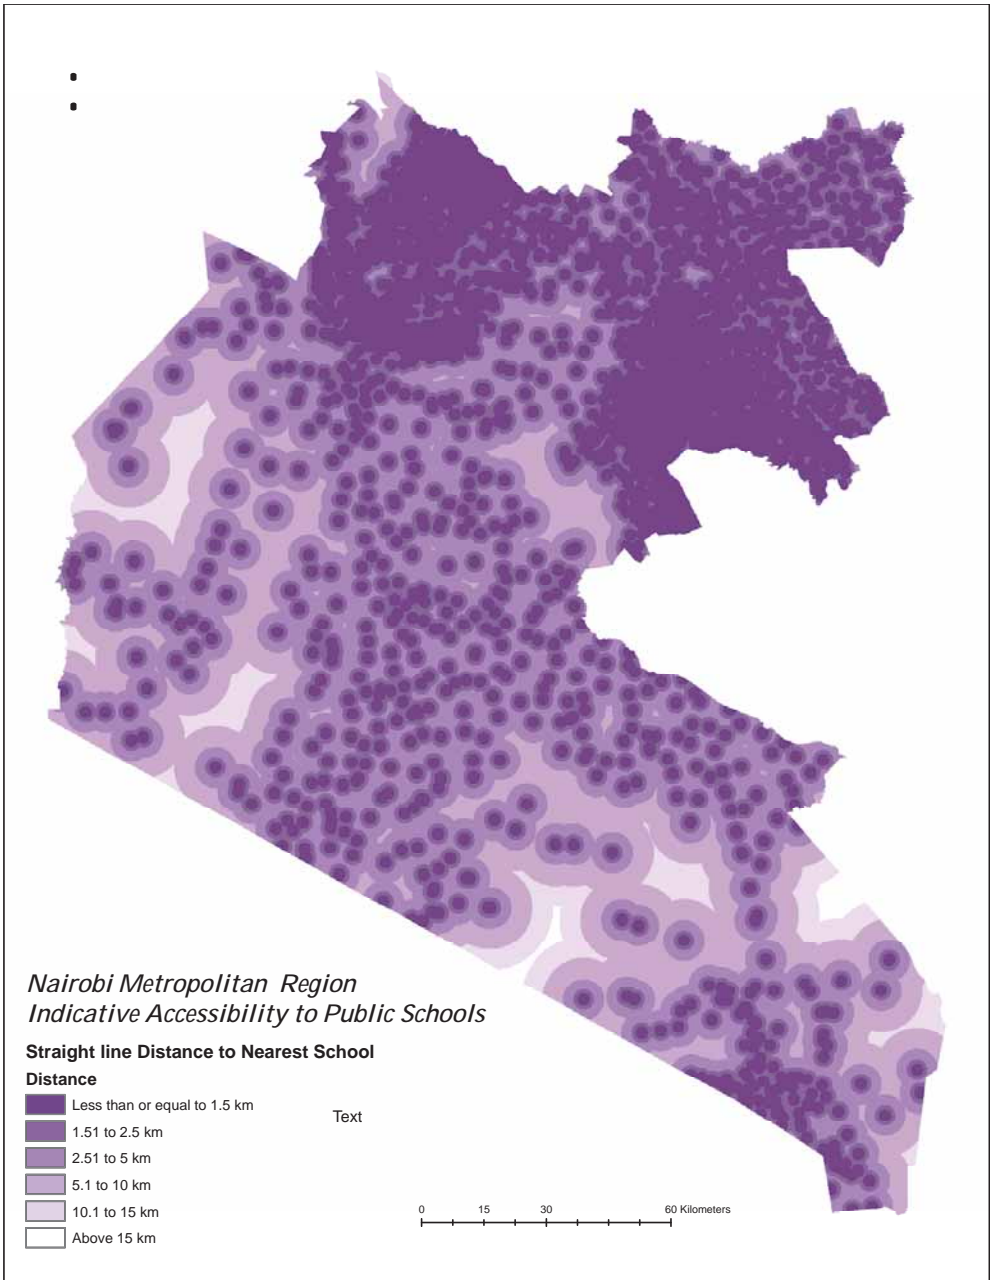 Nairobi Metropolitan Region
Indicative Accessibility to Public Schools
Straight line Distance to Nearest School
Distance
Less than or equal to 1.5 km
Text
1.51 to 2.5 km
2.51 to 5 km
5.1 to 10 km
10.1 to 15 km
Above 15 km
0 15 30 60 Kilometers